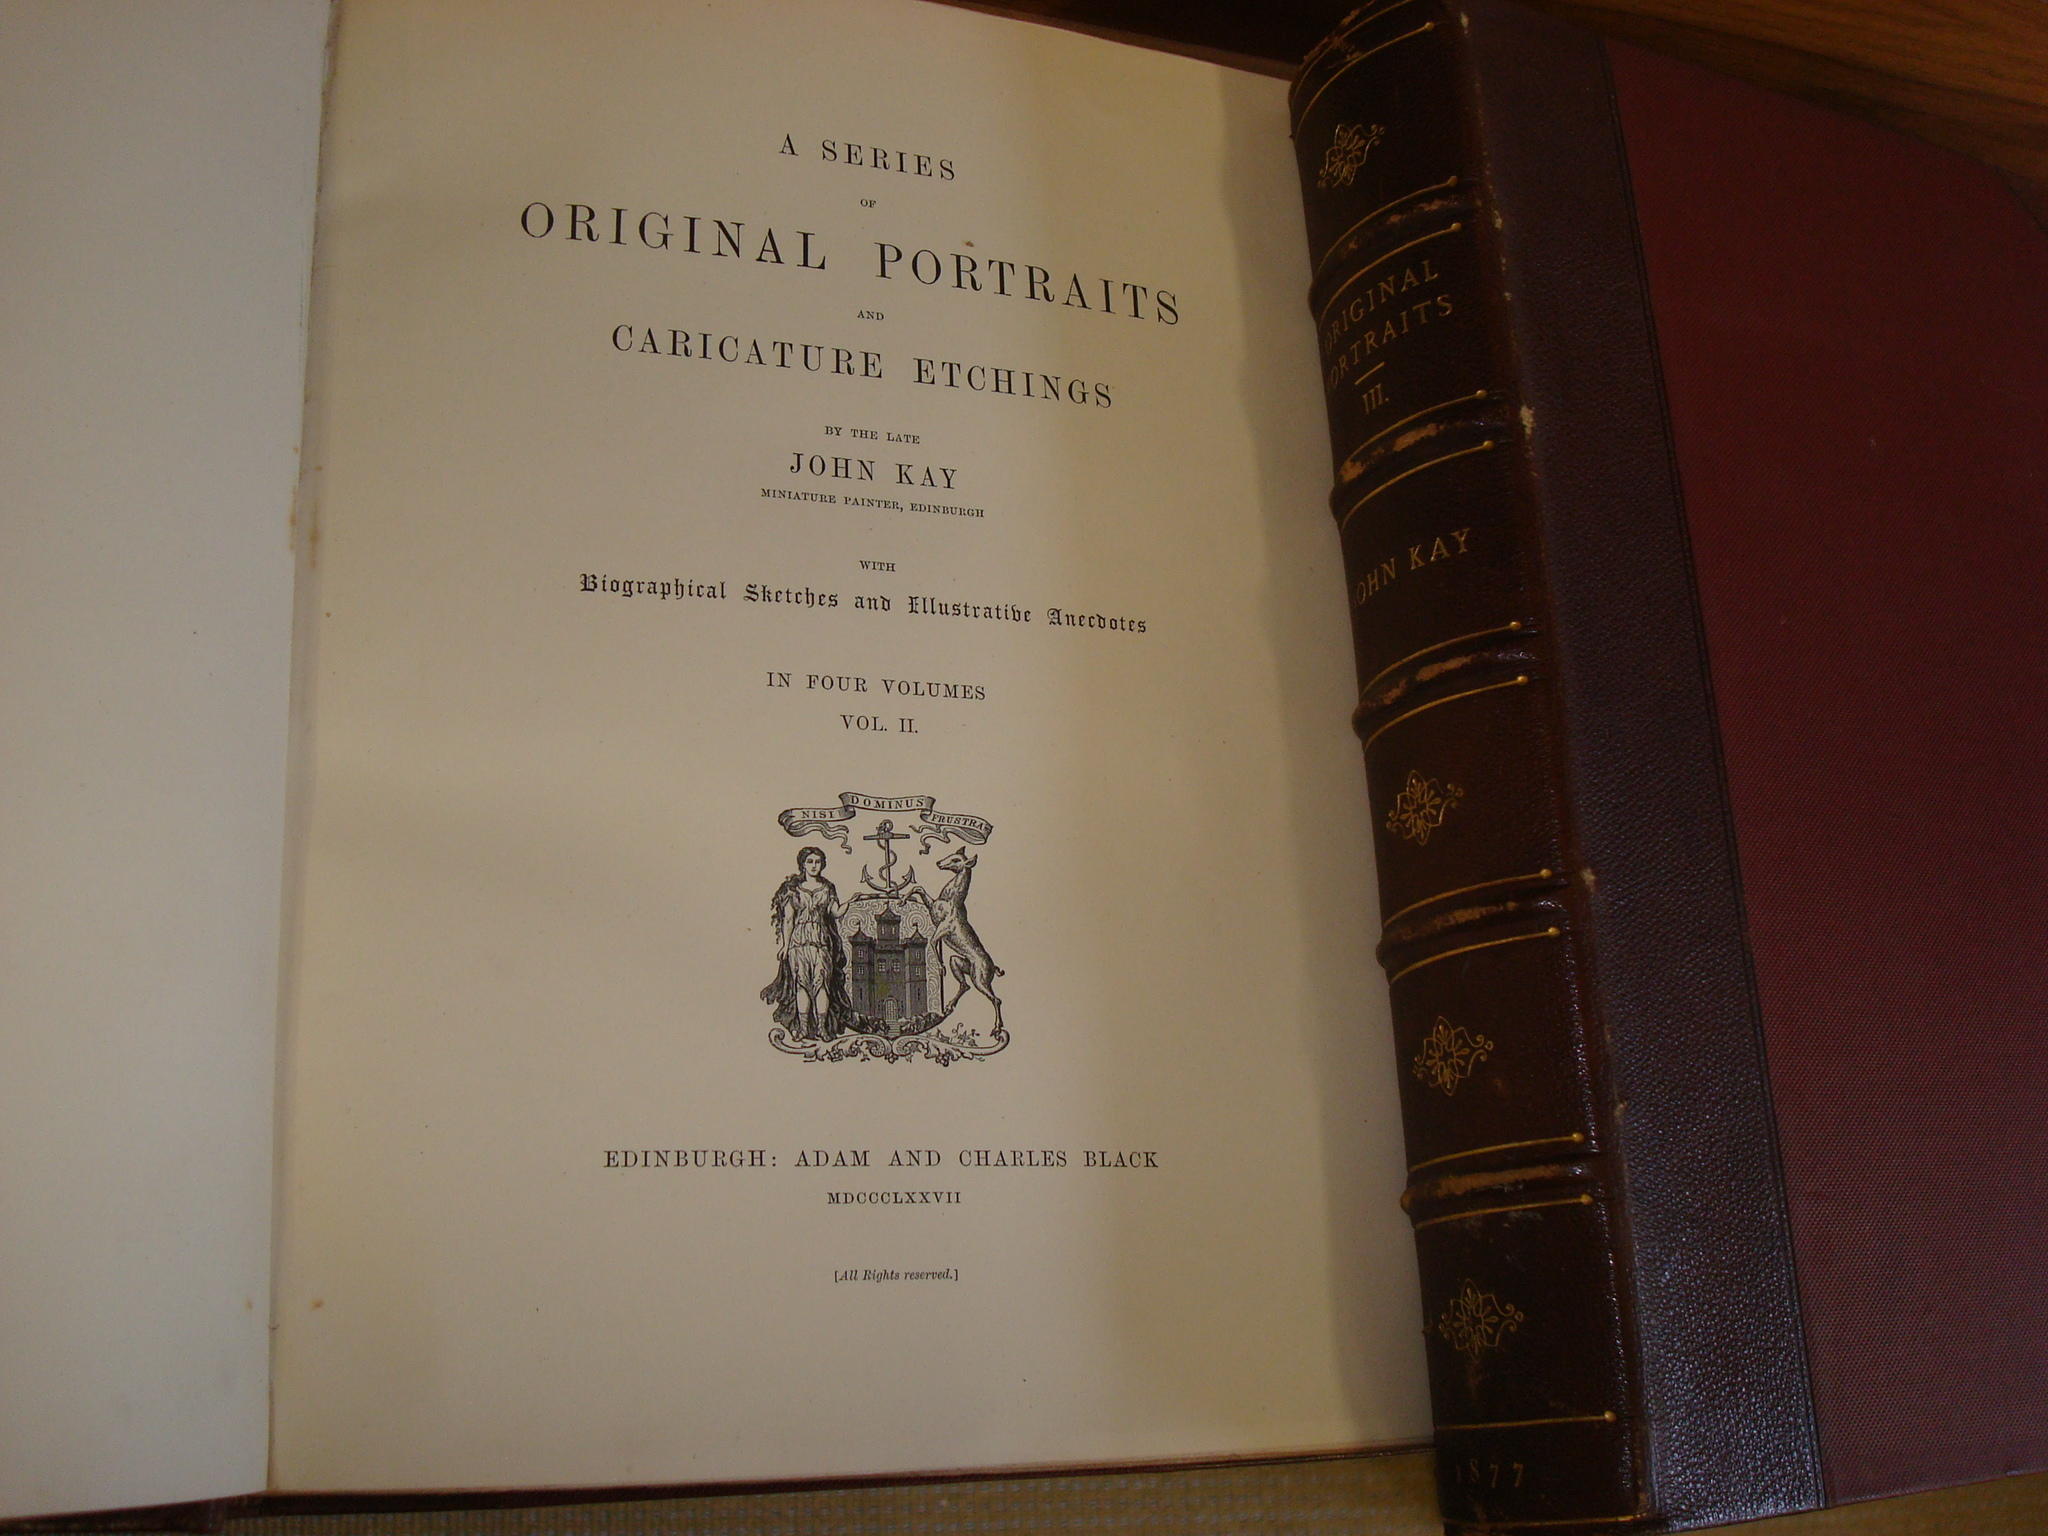 A SERIES
OF
ORIGINAL PORTRAITS
AND
CARICATURE ETCHINGS
BY THE LATE
JOHN KAY
MINIATURE PAINTER, EDINBURGH
WITH
Biographical Sketches and Illustrative Anecdotes
IN FOUR VOLUMES
VOL. II.
NISI DOMINUS FRUSTRA
EDINBURGH: ADAM AND CHARLES BLACK
MDCCCLXXVII
[All Rights reserved.]
ORIGINAL
PORTRAITS
III.
JOHN KAY
1877